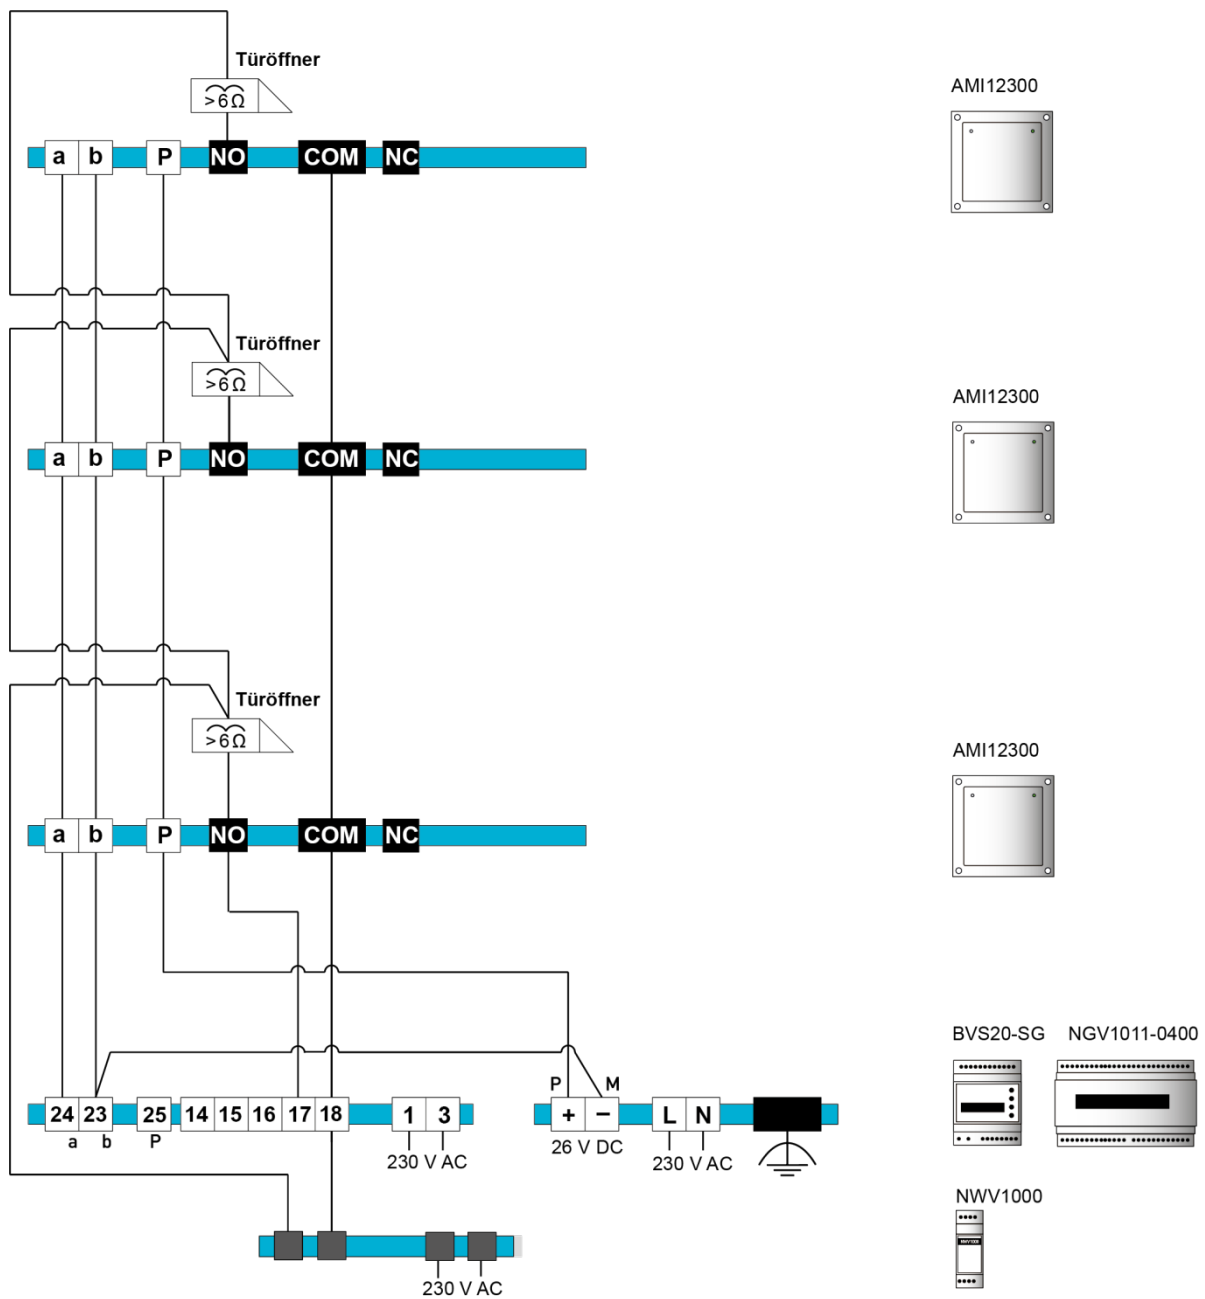 Türöffner
>6Ω
AMI12300
a b P NO COM NC
Türöffner
>6Ω
AMI12300
a b P NO COM NC
Türöffner
>6Ω
AMI12300
a b P NO COM NC
BVS20-SG NGV1011-0400
P M
24 23 25 14 15 16 17 18 1 3 + − L N
a b P
230 V AC 26 V DC 230 V AC
NWV1000
NWV1000
230 V AC